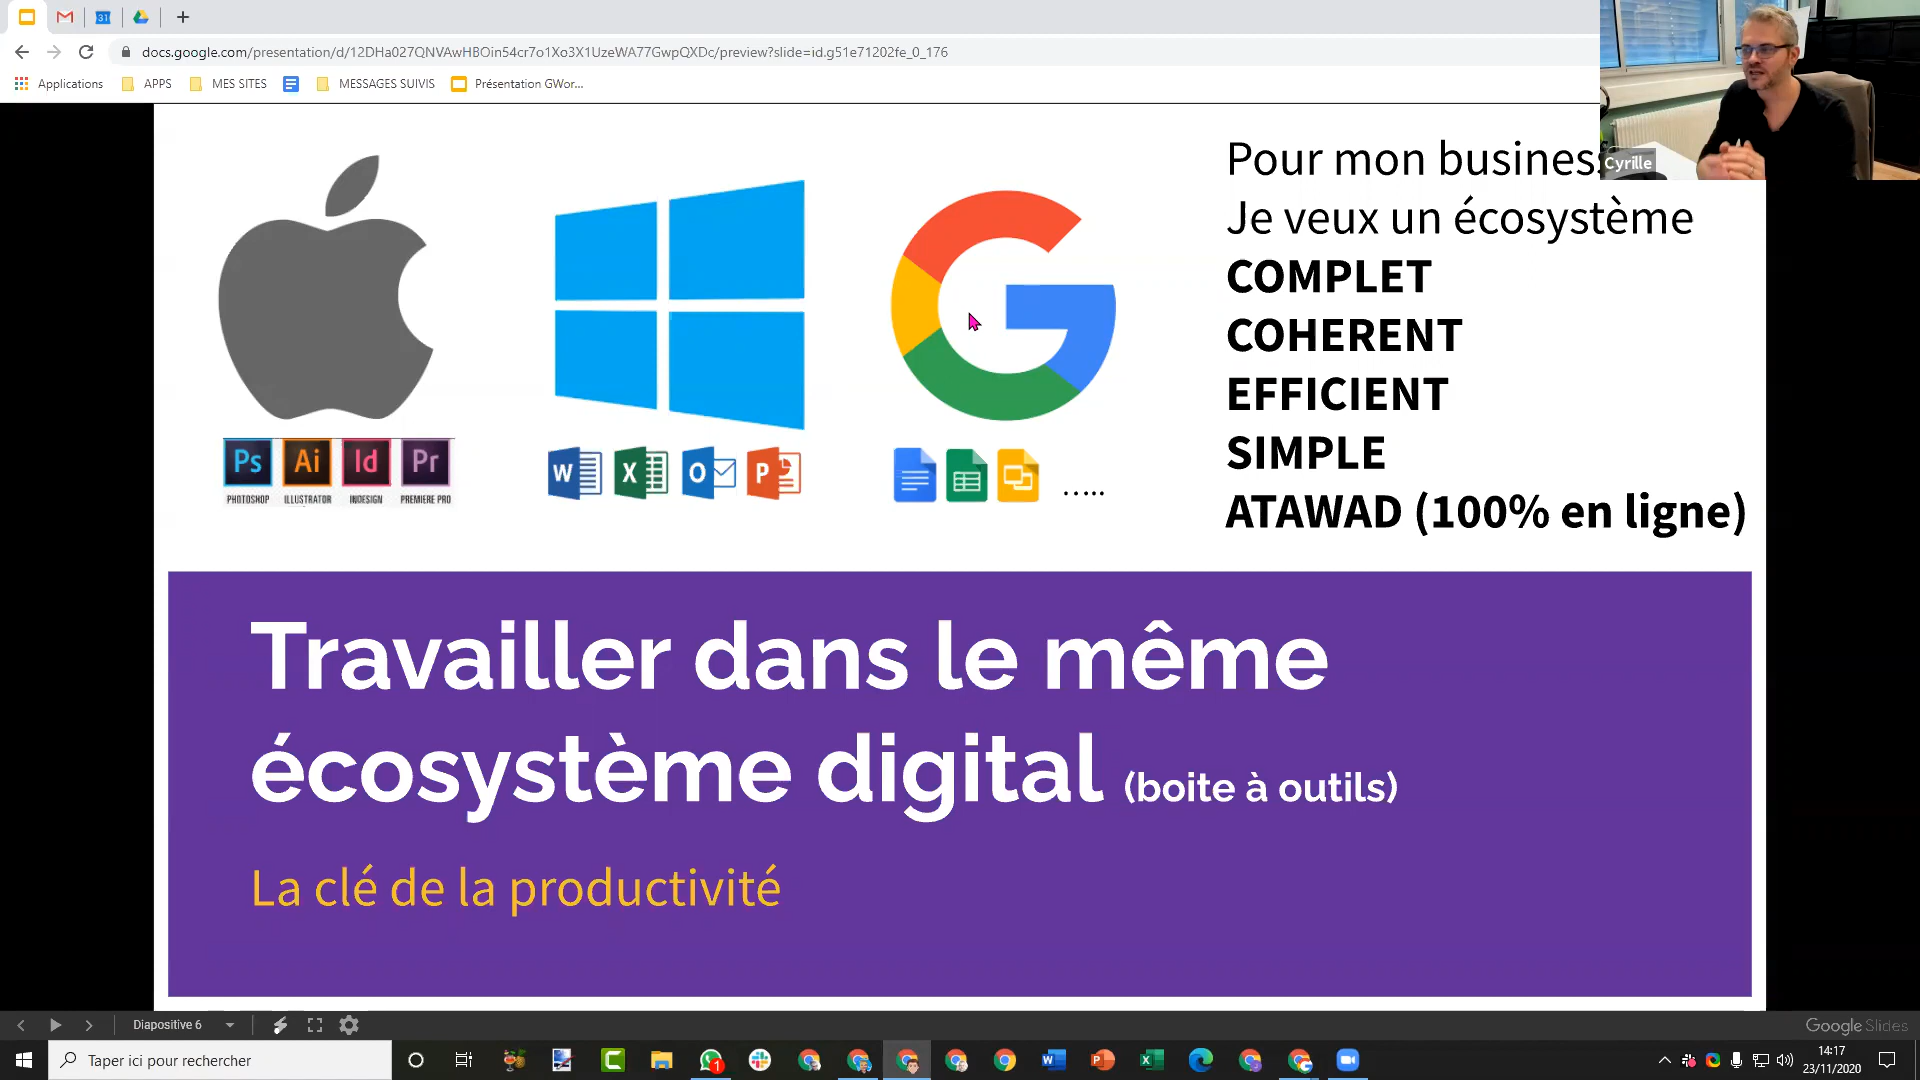 docs.google.com/presentation/d/12DHa027QNVAwHBOin54cr7o1Xo3X1UzeWA77GwpQXDc/preview?slide=id.g51e71202fe_0_176
Applications
APPS
MES SITES
MESSAGES SUIVIS
Présentation GWor...
Cyrille
Pour mon business
Je veux un écosystème
COMPLET
COHERENT
EFFICIENT
SIMPLE
ATAWAD (100% en ligne)
Ps Ai Id Pr
PHOTOSHOP ILLUSTRATOR INDESIGN PREMIERE PRO
W X O P
......
Travailler dans le même
écosystème digital (boite à outils)
La clé de la productivité
Diapositive 6
Google Slides
Taper ici pour rechercher
1
14:17
23/11/2020